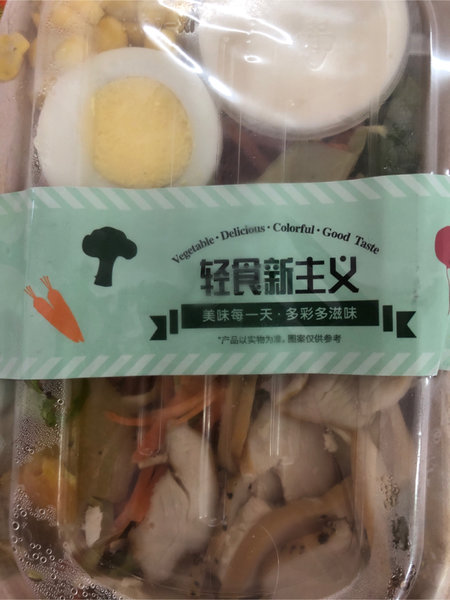 Vegetable · Delicious · Colorful · Good Taste
轻食新主义
美味每一天·多彩多滋味
*产品以实物为准，图案仅供参考